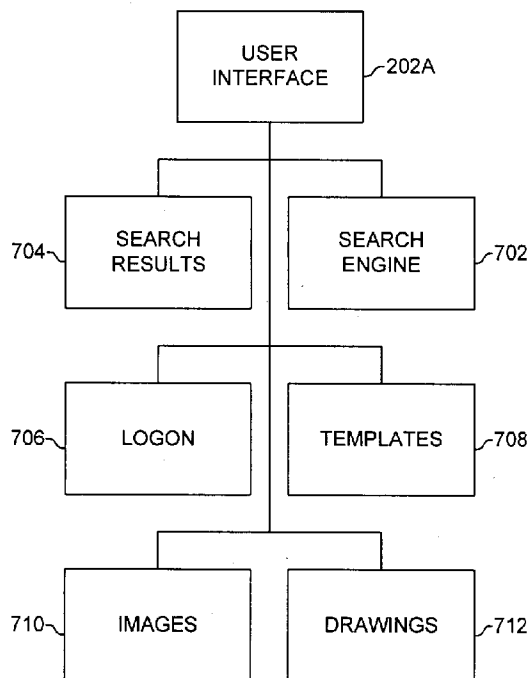 USER
INTERFACE
202A
704
SEARCH
RESULTS
SEARCH
ENGINE
702
706
LOGON
TEMPLATES
708
710
IMAGES
DRAWINGS
712